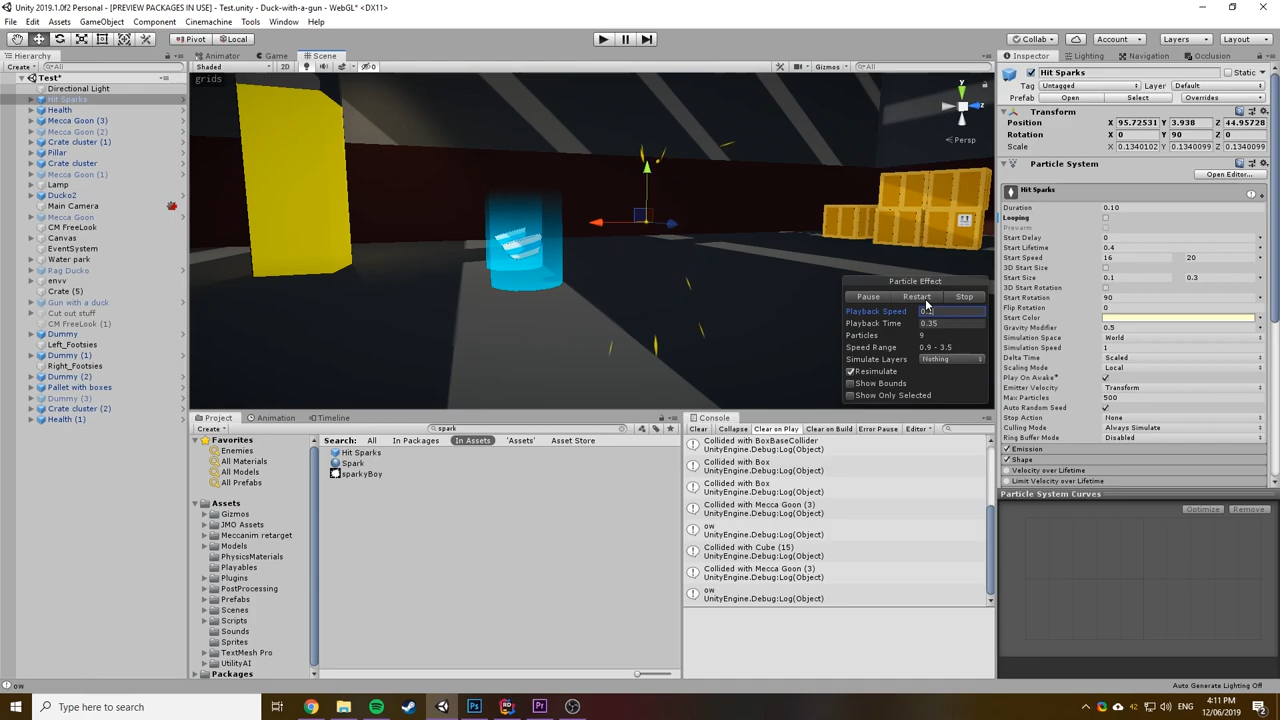 Unity 2019.1.0f2 Personal - [PREVIEW PACKAGES IN USE] - Test.unity - Duck-with-a-gun - WebGL* <DX11>
File Edit Assets GameObject Component Cinemachine Tools Window Help
Pivot Local Collab Account Layers Layout
Hierarchy Animator Game Scene Inspector Lighting Navigation Occlusion
Create All Shaded 2D 0 Gizmos All
Test*
Directional Light
Hit Sparks
Health
Mecca Goon (3)
Mecca Goon (2)
Crate cluster (1)
Pillar
Crate cluster
Mecca Goon (1)
Lamp
Ducko2
Main Camera
Mecca Goon
CM FreeLook
Canvas
EventSystem
Water park
Rag Ducko
envv
Crate (5)
Gun with a duck
Cut out stuff
CM FreeLook (1)
Dummy
Left_Footsies
Dummy (1)
Right_Footsies
Dummy (2)
Pallet with boxes
Dummy (3)
Crate cluster (2)
Health (1)
grids
y
z
Persp
Particle Effect
Pause Restart Stop
Playback Speed 0.1
Playback Time 0.35
Particles 9
Speed Range 0.9 - 3.5
Simulate Layers Nothing
Resimulate
Show Bounds
Show Only Selected
Hit Sparks Static
Tag Untagged Layer Default
Prefab Open Select Overrides
Transform
Position X 95.72531 Y 3.938 Z 44.95728
Rotation X 0 Y 90 Z 0
Scale X 0.1340102 Y 0.1340099 Z 0.1340099
Particle System
Open Editor...
Hit Sparks
Duration 0.10
Looping
Prewarm
Start Delay 0
Start Lifetime 0.4
Start Speed 16 20
3D Start Size
Start Size 0.1 0.3
3D Start Rotation
Start Rotation 90
Flip Rotation 0
Start Color
Gravity Modifier 0.5
Simulation Space World
Simulation Speed 1
Delta Time Scaled
Scaling Mode Local
Play On Awake*
Emitter Velocity Transform
Max Particles 500
Auto Random Seed
Stop Action None
Culling Mode Always Simulate
Ring Buffer Mode Disabled
Emission
Shape
Velocity over Lifetime
Limit Velocity over Lifetime
Particle System Curves
Optimize Remove
Project Animation Timeline
Create spark
Favorites
Enemies
All Materials
All Models
All Prefabs
Assets
Gizmos
JMO Assets
Meccanim retarget
Models
PhysicsMaterials
Playables
Plugins
PostProcessing
Prefabs
Scenes
Scripts
Sounds
Sprites
TextMesh Pro
UtilityAI
Packages
Search: All In Packages In Assets 'Assets' Asset Store
Hit Sparks
Spark
sparkyBoy
Console
Clear Collapse Clear on Play Clear on Build Error Pause Editor
Collided with BoxBaseCollider
UnityEngine.Debug:Log(Object)
Collided with Box
UnityEngine.Debug:Log(Object)
Collided with Box
UnityEngine.Debug:Log(Object)
Collided with Mecca Goon (3)
UnityEngine.Debug:Log(Object)
ow
UnityEngine.Debug:Log(Object)
Collided with Cube (15)
UnityEngine.Debug:Log(Object)
Collided with Mecca Goon (3)
UnityEngine.Debug:Log(Object)
ow
UnityEngine.Debug:Log(Object)
ow
Auto Generate Lighting Off
Type here to search
ENG
4:11 PM
12/06/2019